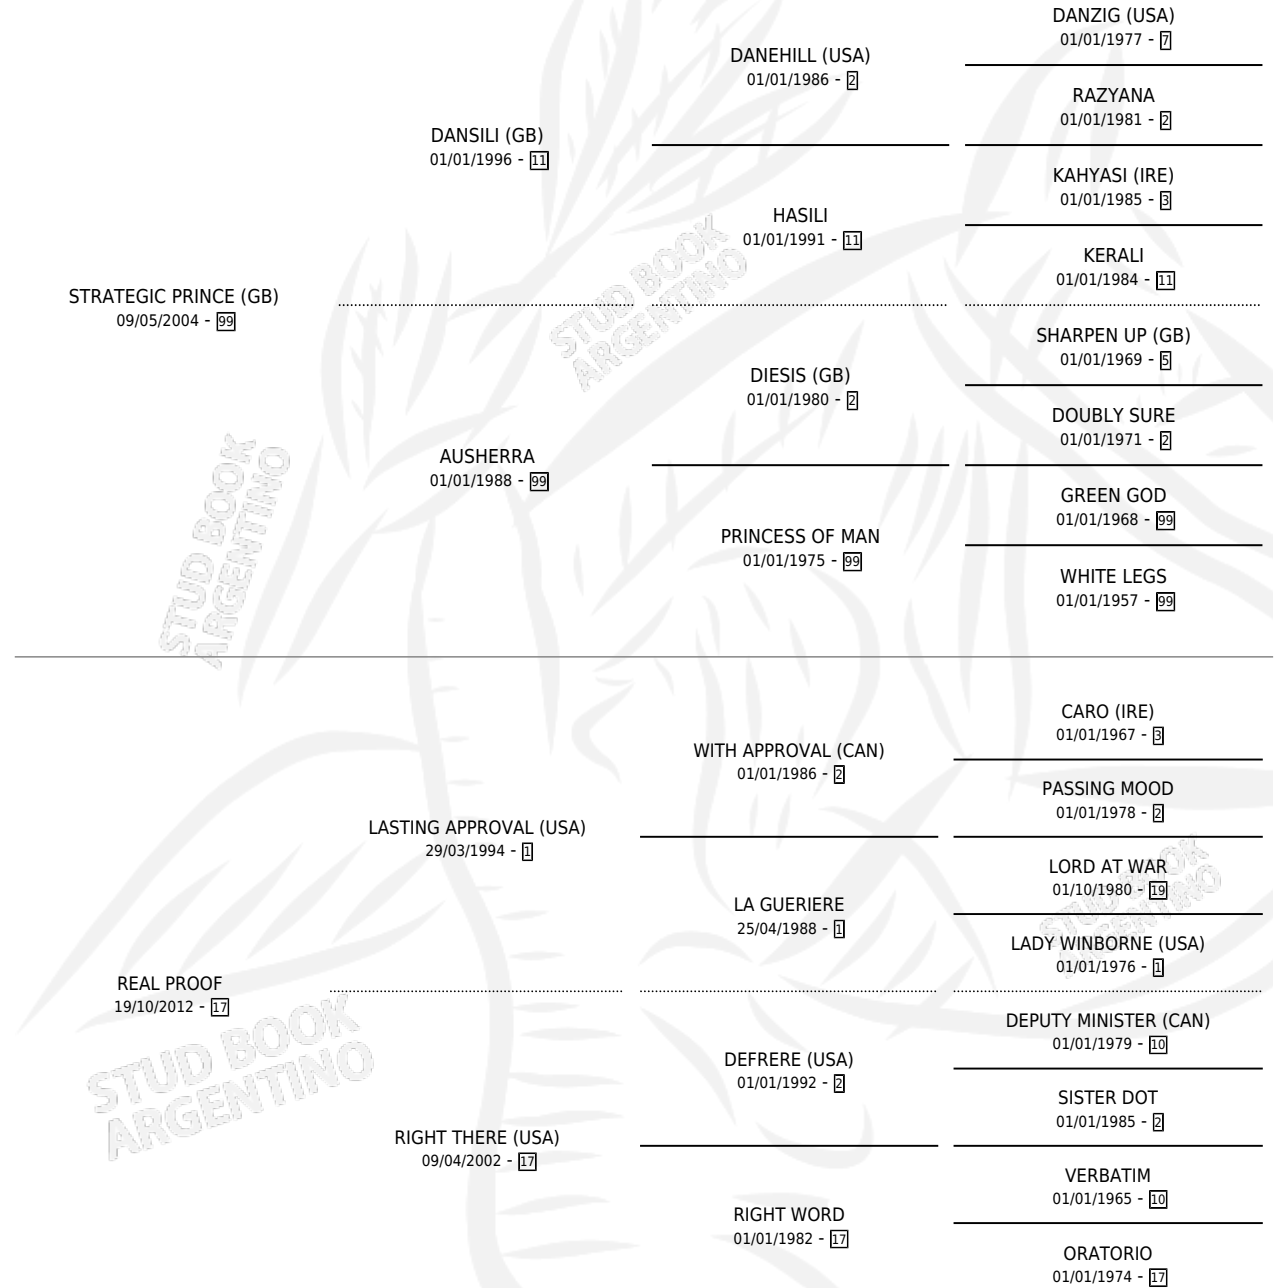 DANZIG (USA)
01/01/1977 - 7
DANEHILL (USA)
01/01/1986 - 2
RAZYANA
01/01/1981 - 2
DANSILI (GB)
01/01/1996 - 11
KAHYASI (IRE)
01/01/1985 - 3
HASILI
01/01/1991 - 11
KERALI
01/01/1984 - 11
STRATEGIC PRINCE (GB)
09/05/2004 - 99
SHARPEN UP (GB)
01/01/1969 - 5
DIESIS (GB)
01/01/1980 - 2
DOUBLY SURE
01/01/1971 - 2
AUSHERRA
01/01/1988 - 99
GREEN GOD
01/01/1968 - 99
PRINCESS OF MAN
01/01/1975 - 99
WHITE LEGS
01/01/1957 - 99
CARO (IRE)
01/01/1967 - 3
WITH APPROVAL (CAN)
01/01/1986 - 2
PASSING MOOD
01/01/1978 - 2
LASTING APPROVAL (USA)
29/03/1994 - 1
LORD AT WAR
01/10/1980 - 19
LA GUERIERE
25/04/1988 - 1
LADY WINBORNE (USA)
01/01/1976 - 1
REAL PROOF
19/10/2012 - 17
DEPUTY MINISTER (CAN)
01/01/1979 - 10
DEFRERE (USA)
01/01/1992 - 2
SISTER DOT
01/01/1985 - 2
RIGHT THERE (USA)
09/04/2002 - 17
VERBATIM
01/01/1965 - 10
RIGHT WORD
01/01/1982 - 17
ORATORIO
01/01/1974 - 17
STUD BOOK
ARGENTINO
STUD BOOK
ARGENTINO
STUD BOOK
ARGENTINO
STUD BOOK
ARGENTINO